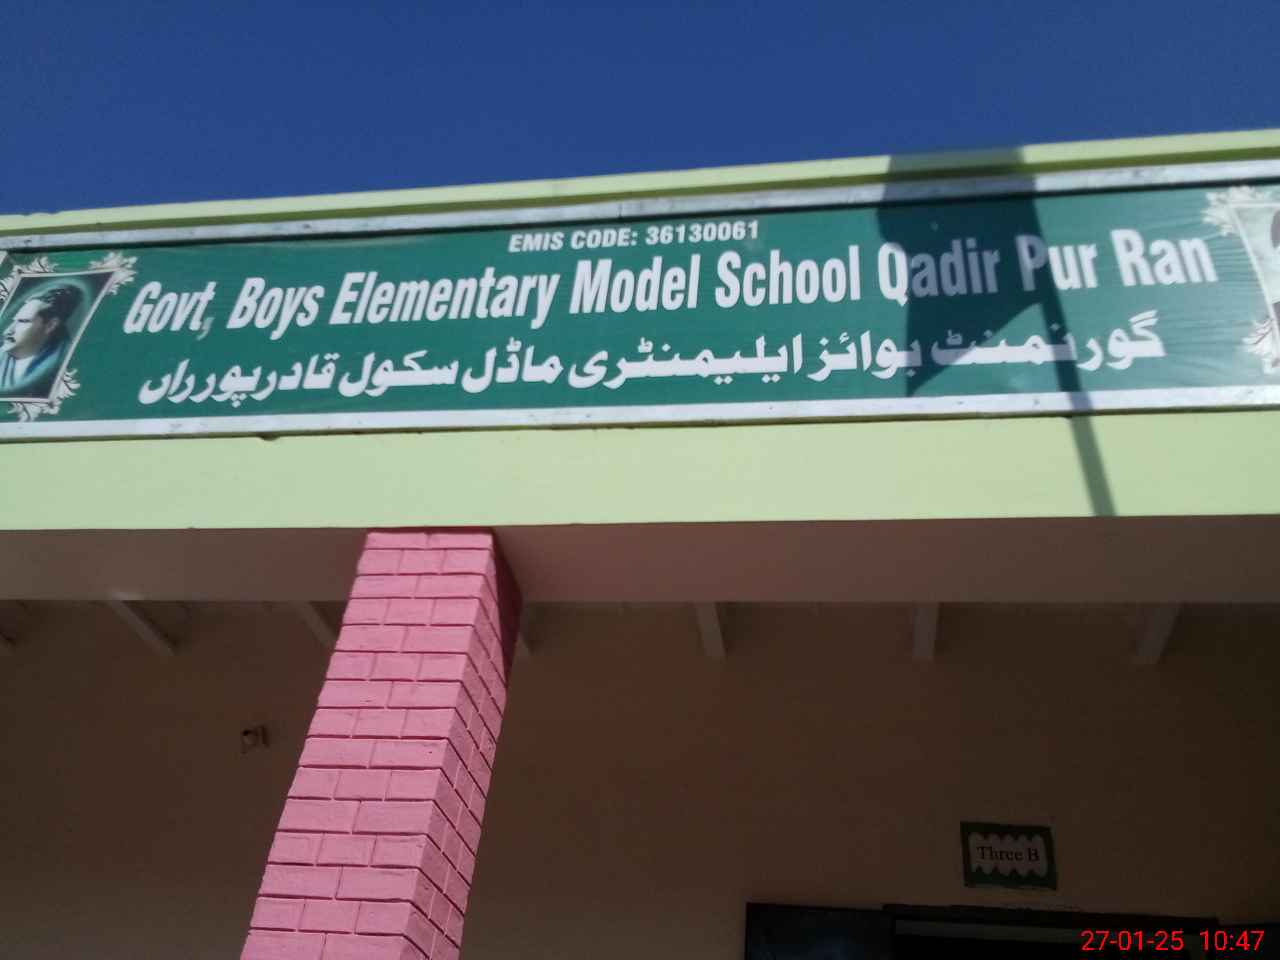 EMIS CODE: 36130061
Govt, Boys Elementary Model School Qadir Pur Ran
گورنمنٹ بوائز ایلیمنٹری ماڈل سکول قادرپورراں
Three B
27-01-25 10:47